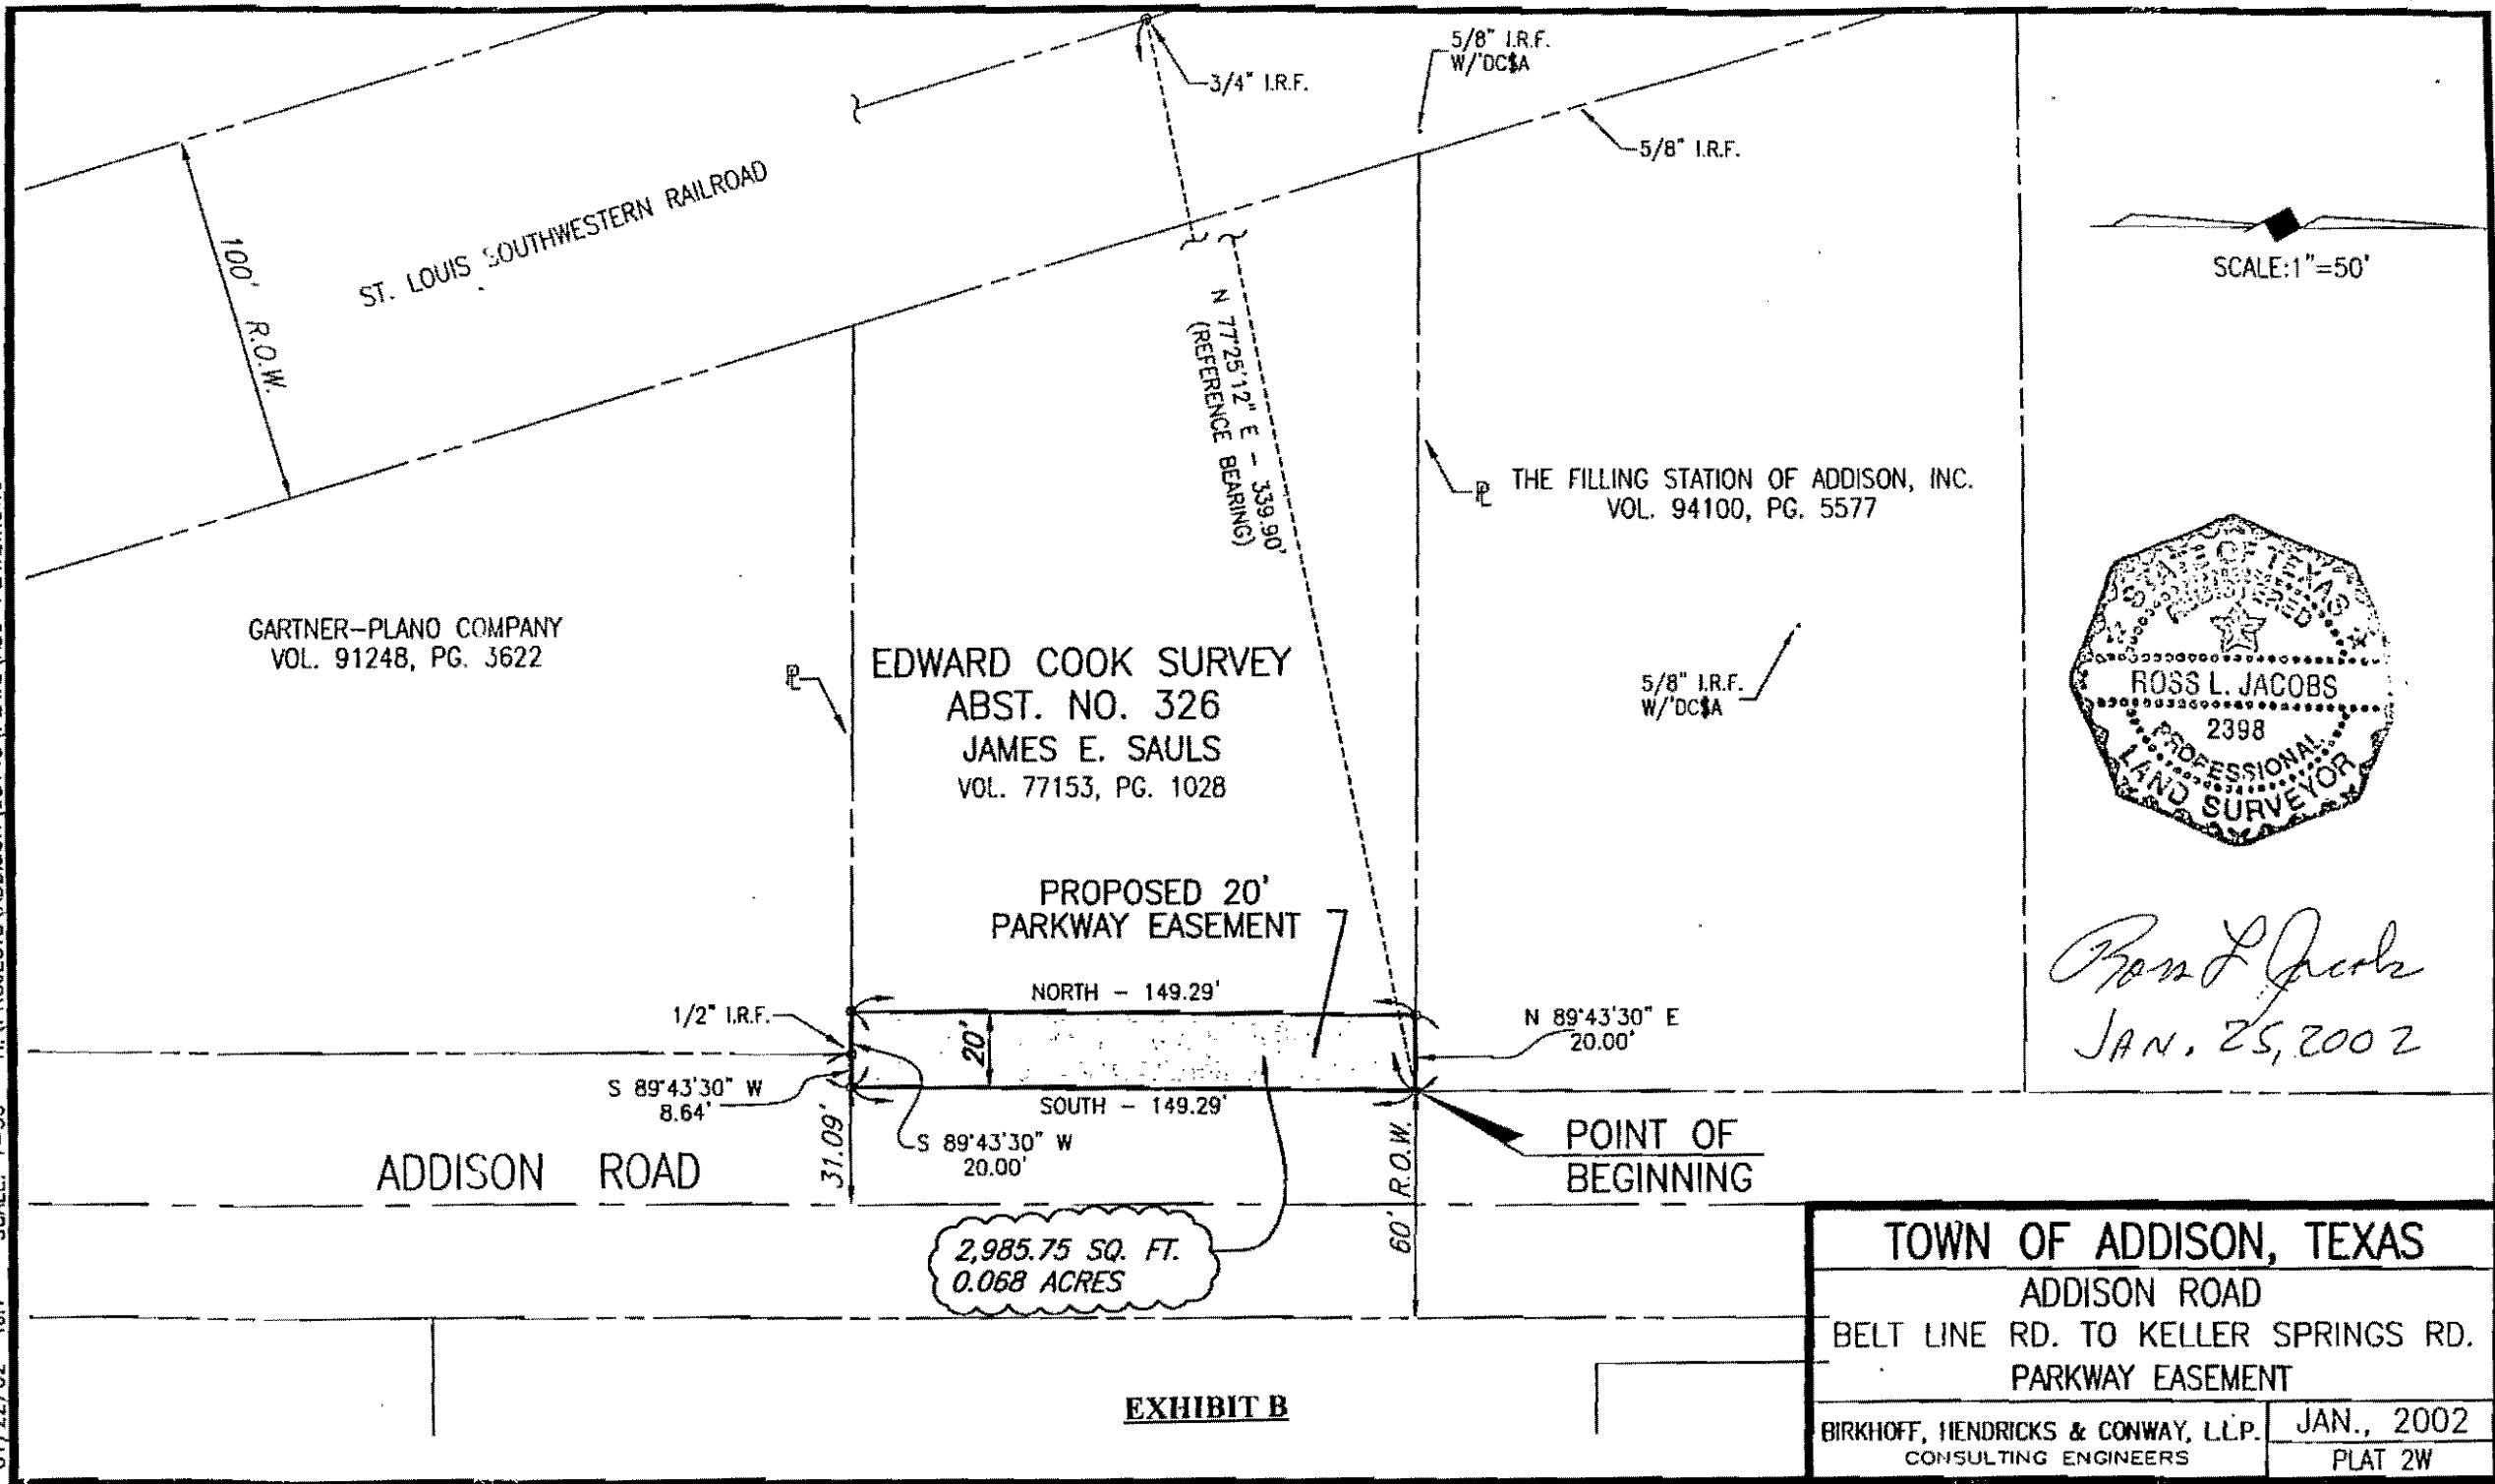 3/4" I.R.F.
5/8" I.R.F.
W/'DC$A
5/8" I.R.F.
ST. LOUIS SOUTHWESTERN RAILROAD
100' R.O.W.
SCALE:1"=50'
N 77°25'12" E - 339.90'
(REFERENCE BEARING)
THE FILLING STATION OF ADDISON, INC.
VOL. 94100, PG. 5577
GARTNER-PLANO COMPANY
VOL. 91248, PG. 3622
EDWARD COOK SURVEY
ABST. NO. 326
JAMES E. SAULS
VOL. 77153, PG. 1028
5/8" I.R.F.
W/'DC$A
STATE OF TEXAS
REGISTERED
ROSS L. JACOBS
2398
PROFESSIONAL
LAND SURVEYOR
PROPOSED 20'
PARKWAY EASEMENT
Ross L Jacobs
JAN. 25, 2002
1/2" I.R.F.
NORTH - 149.29'
20'
N 89°43'30" E
20.00'
S 89°43'30" W
8.64'
SOUTH - 149.29'
S 89°43'30" W
20.00'
31.09'
60' R.O.W.
POINT OF
BEGINNING
ADDISON ROAD
2,985.75 SQ. FT.
0.068 ACRES
EXHIBIT B
TOWN OF ADDISON, TEXAS
ADDISON ROAD
BELT LINE RD. TO KELLER SPRINGS RD.
PARKWAY EASEMENT
BIRKHOFF, HENDRICKS & CONWAY, L.L.P.
CONSULTING ENGINEERS
JAN., 2002
PLAT 2W